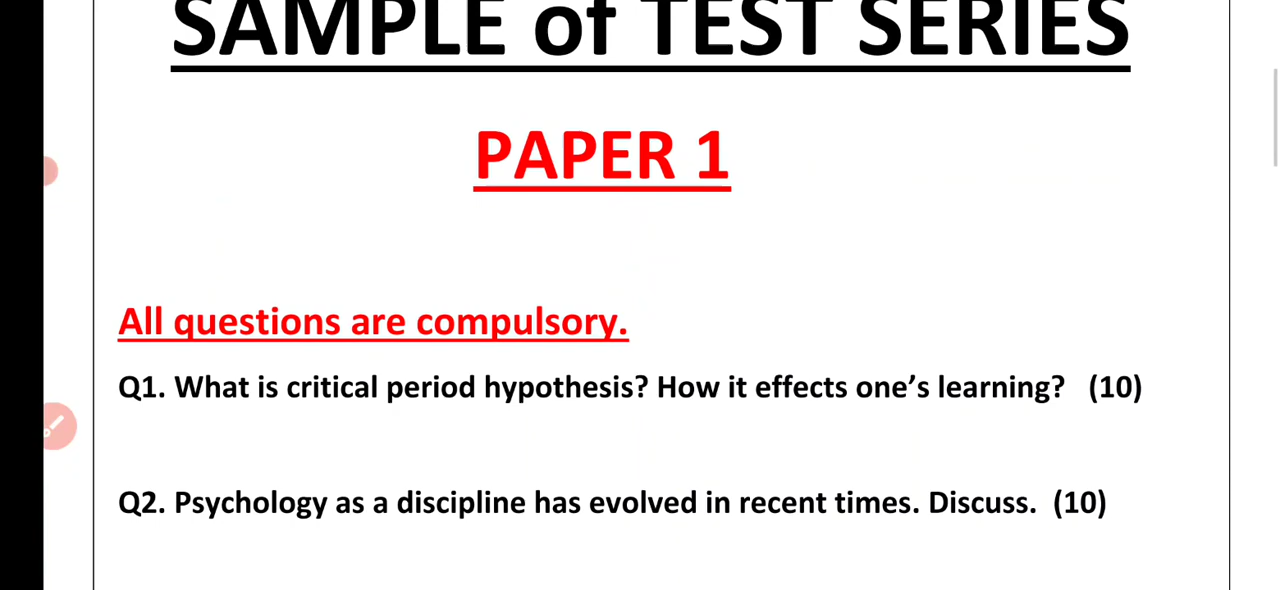 SAMPLE of TEST SERIES
PAPER 1
All questions are compulsory.
Q1. What is critical period hypothesis? How it effects one’s learning? (10)
Q2. Psychology as a discipline has evolved in recent times. Discuss. (10)